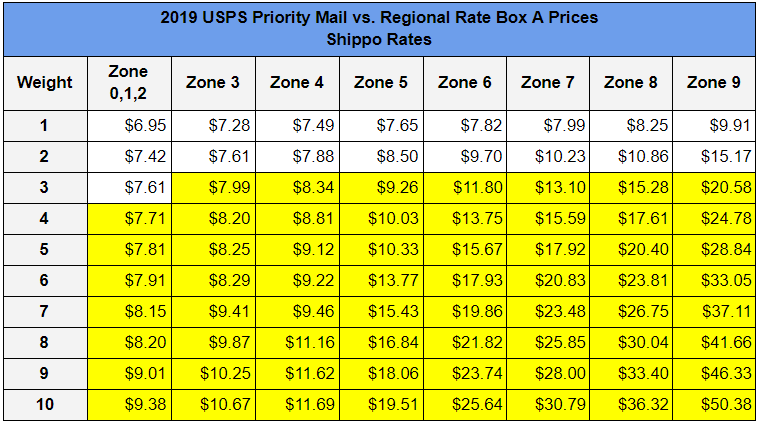 2019 USPS Priority Mail vs. Regional Rate Box A Prices
Shippo Rates
Weight Zone 0,1,2 Zone 3 Zone 4 Zone 5 Zone 6 Zone 7 Zone 8 Zone 9
1 $6.95 $7.28 $7.49 $7.65 $7.82 $7.99 $8.25 $9.91
2 $7.42 $7.61 $7.88 $8.50 $9.70 $10.23 $10.86 $15.17
3 $7.61 $7.99 $8.34 $9.26 $11.80 $13.10 $15.28 $20.58
4 $7.71 $8.20 $8.81 $10.03 $13.75 $15.59 $17.61 $24.78
5 $7.81 $8.25 $9.12 $10.33 $15.67 $17.92 $20.40 $28.84
6 $7.91 $8.29 $9.22 $13.77 $17.93 $20.83 $23.81 $33.05
7 $8.15 $9.41 $9.46 $15.43 $19.86 $23.48 $26.75 $37.11
8 $8.20 $9.87 $11.16 $16.84 $21.82 $25.85 $30.04 $41.66
9 $9.01 $10.25 $11.62 $18.06 $23.74 $28.00 $33.40 $46.33
10 $9.38 $10.67 $11.69 $19.51 $25.64 $30.79 $36.32 $50.38